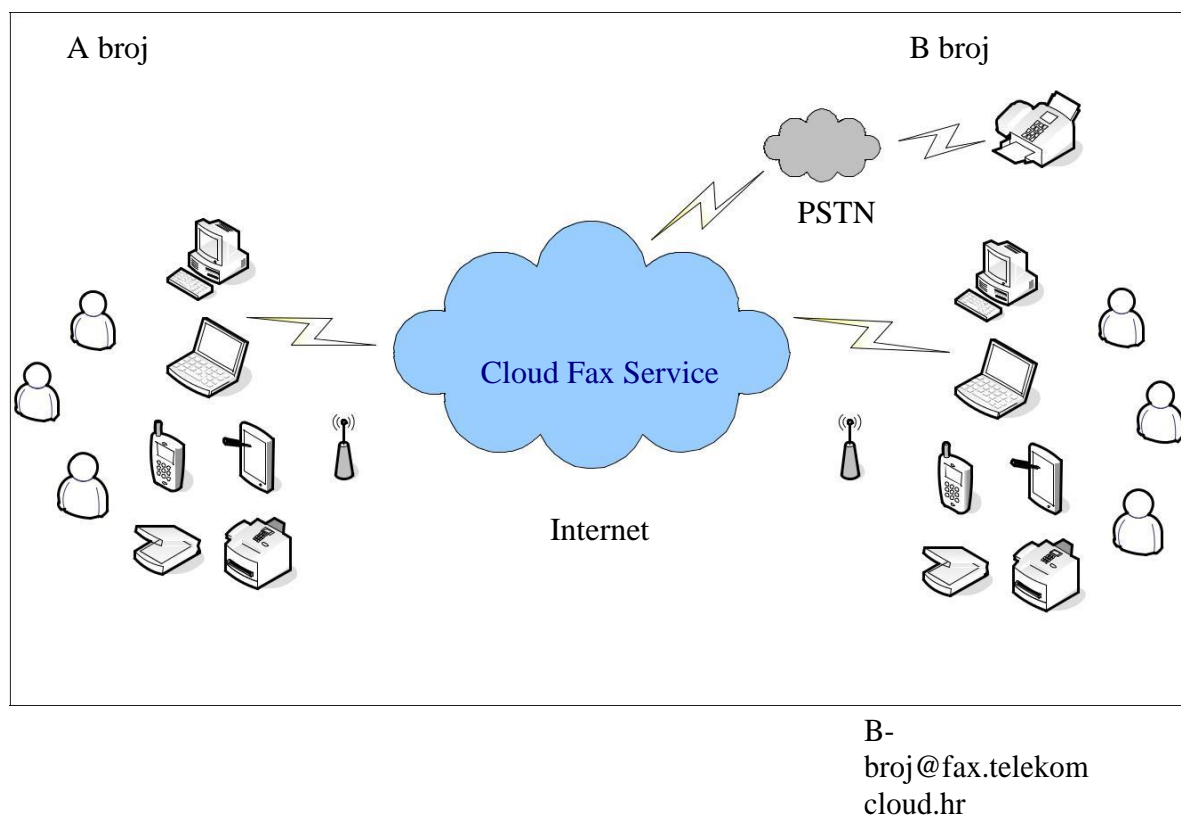 A broj
B broj
PSTN
Cloud Fax Service
Internet
B-
broj@fax.telekom
cloud.hr